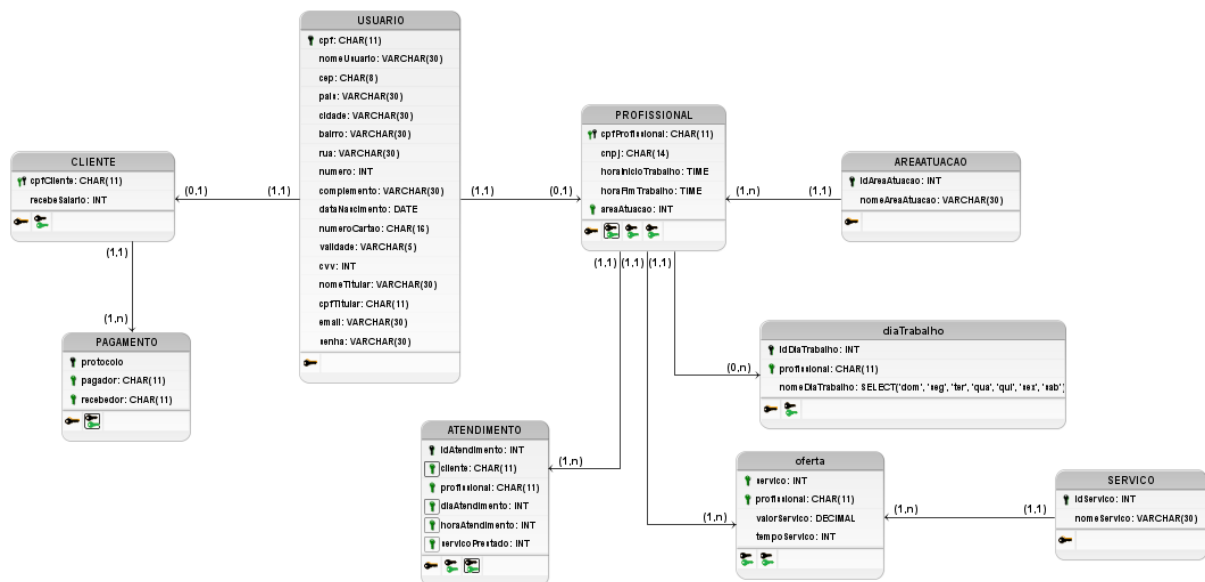 USUARIO
cpf: CHAR(11)
nomeUsuario: VARCHAR(30)
cep: CHAR(8)
pais: VARCHAR(30)
cidade: VARCHAR(30)
bairro: VARCHAR(30)
rua: VARCHAR(30)
numero: INT
complemento: VARCHAR(30)
dataNascimento: DATE
numeroCartao: CHAR(16)
validade: VARCHAR(5)
cvv: INT
nomeTitular: VARCHAR(30)
cpfTitular: CHAR(11)
email: VARCHAR(30)
senha: VARCHAR(30)
CLIENTE
cpfCliente: CHAR(11)
recebeSalario: INT
(0,1)
(1,1)
(1,1)
(0,1)
PROFISSIONAL
cpfProfissional: CHAR(11)
cnpj: CHAR(14)
horaInicioTrabalho: TIME
horaFimTrabalho: TIME
areaAtuacao: INT
(1,n)
(1,1)
AREAATUACAO
idAreaAtuacao: INT
nomeAreaAtuacao: VARCHAR(30)
(1,1)
(1,n)
PAGAMENTO
protocolo
pagador: CHAR(11)
recebedor: CHAR(11)
(1,1)
(1,1)
(1,1)
(0,n)
diaTrabalho
idDiaTrabalho: INT
profissional: CHAR(11)
nomeDiaTrabalho: SELECT('dom', 'seg', 'ter', 'qua', 'qui', 'sex', 'sab')
ATENDIMENTO
idAtendimento: INT
cliente: CHAR(11)
profissional: CHAR(11)
diaAtendimento: INT
horaAtendimento: INT
servicoPrestado: INT
(1,n)
(1,n)
oferta
servico: INT
profissional: CHAR(11)
valorServico: DECIMAL
tempoServico: INT
(1,n)
(1,1)
SERVICO
idServico: INT
nomeServico: VARCHAR(30)